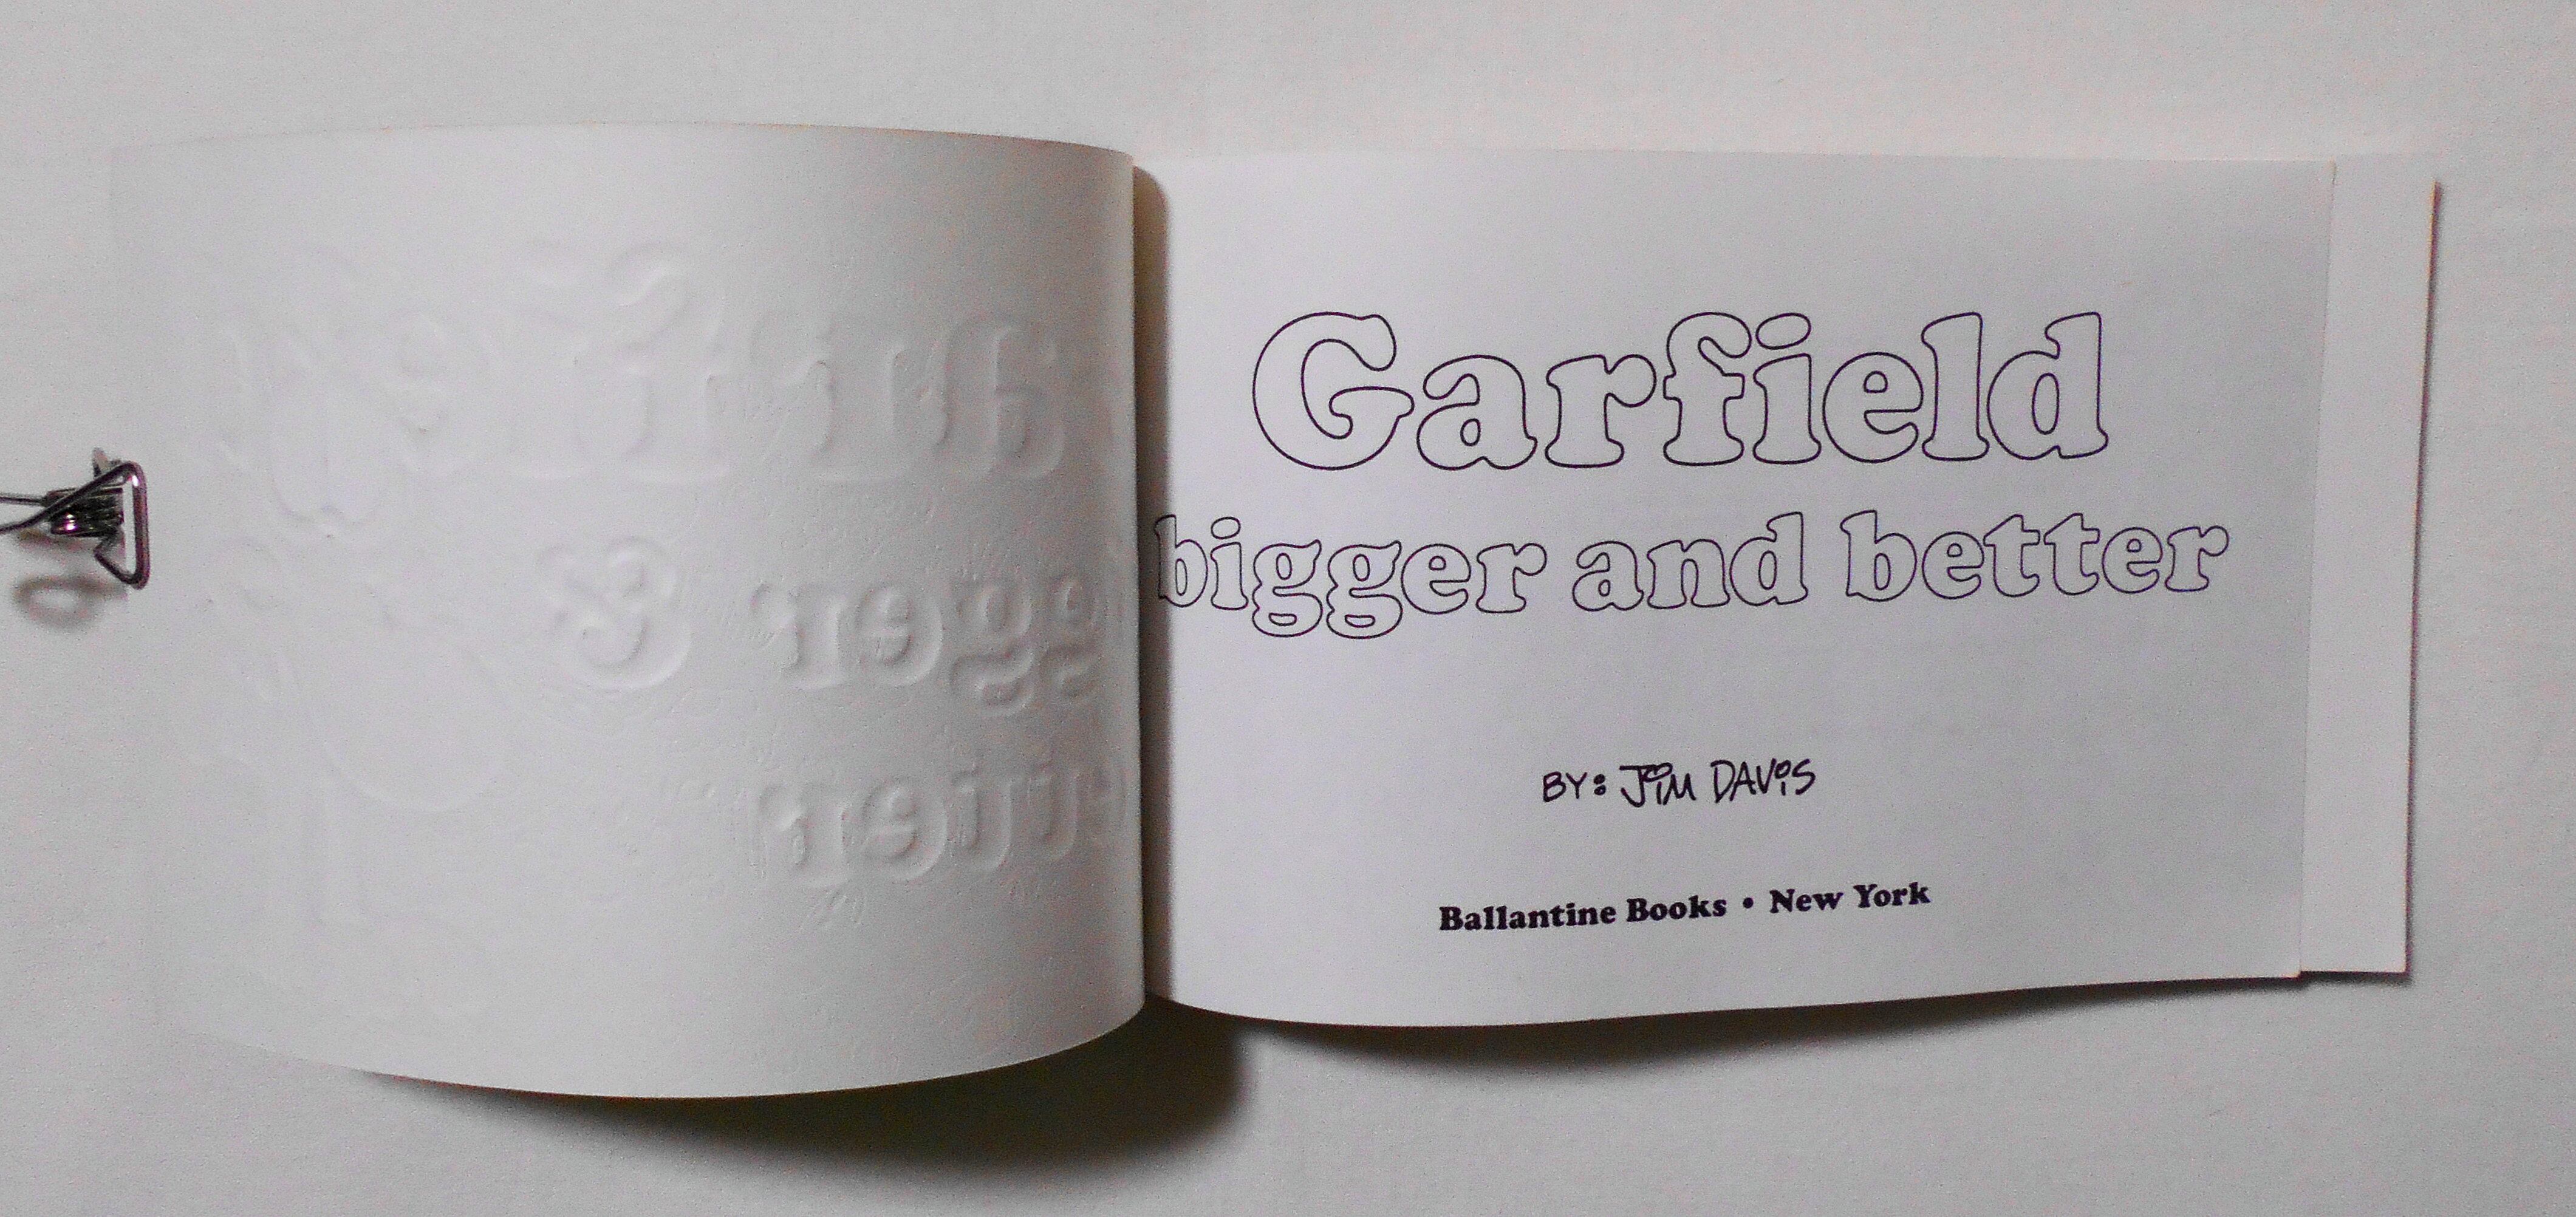 Garfield
bigger and better
BY: JIM DAVIS
Ballantine Books • New York